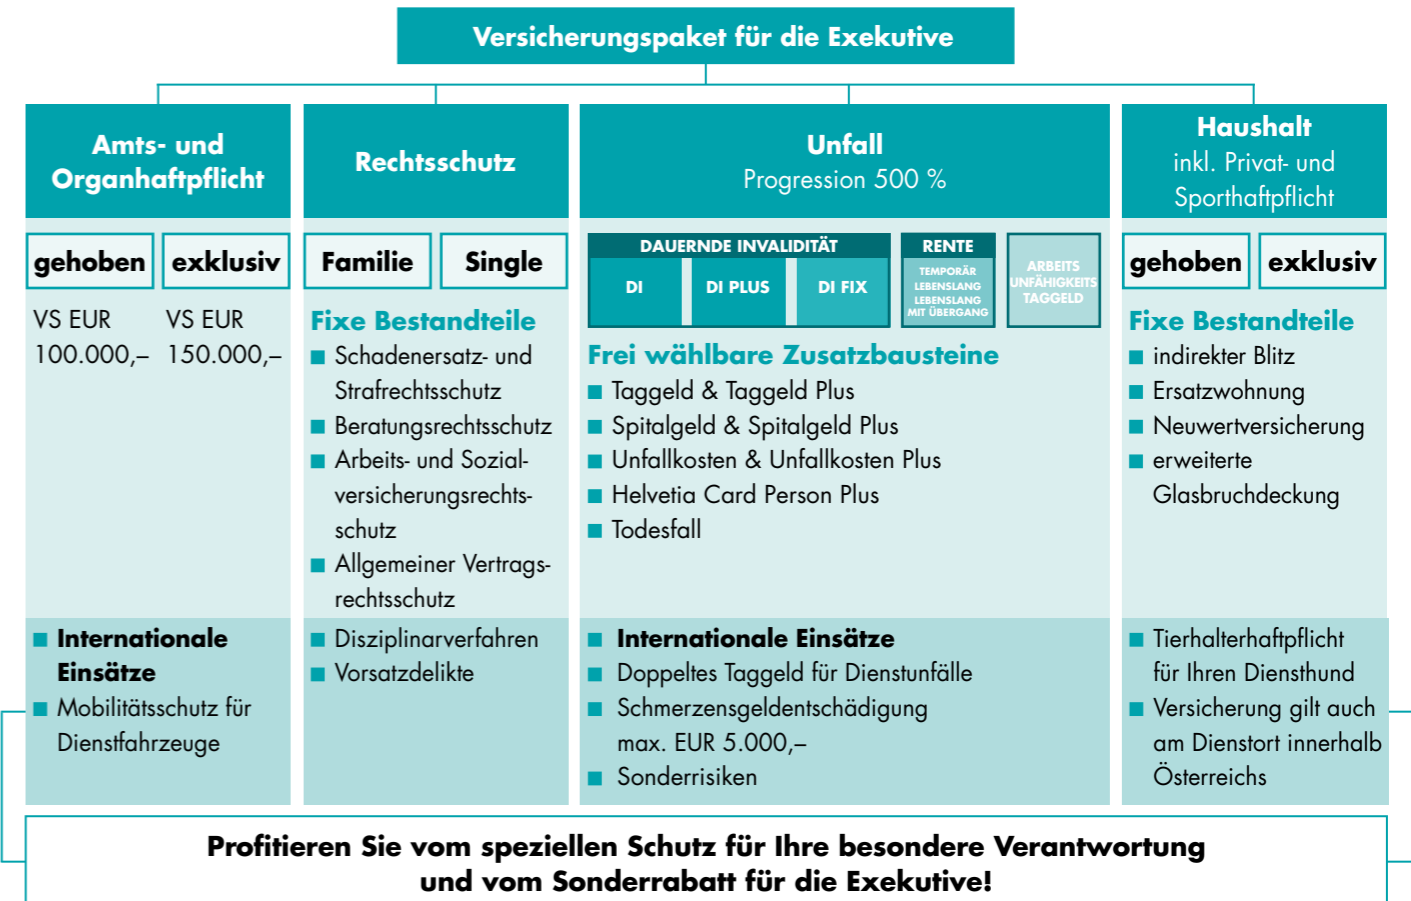 Versicherungspaket für die Exekutive
Amts- und
Organhaftpflicht
gehoben
exklusiv
VS EUR
100.000,–
VS EUR
150.000,–
■ Internationale
Einsätze
■ Mobilitätsschutz für
Dienstfahrzeuge
Rechtsschutz
Familie
Single
Fixe Bestandteile
■ Schadenersatz- und
Strafrechtsschutz
■ Beratungsrechtsschutz
■ Arbeits- und Sozial-
versicherungsrechts-
schutz
■ Allgemeiner Vertrags-
rechtsschutz
■ Disziplinarverfahren
■ Vorsatzdelikte
Unfall
Progression 500 %
DAUERNDE INVALIDITÄT
DI
DI PLUS
DI FIX
RENTE
TEMPORÄR
LEBENSLANG
LEBENSLANG
MIT ÜBERGANG
ARBEITS
UNFÄHIGKEITS
TAGGELD
Frei wählbare Zusatzbausteine
■ Taggeld & Taggeld Plus
■ Spitalgeld & Spitalgeld Plus
■ Unfallkosten & Unfallkosten Plus
■ Helvetia Card Person Plus
■ Todesfall
■ Internationale Einsätze
■ Doppeltes Taggeld für Dienstunfälle
■ Schmerzensgeldentschädigung
max. EUR 5.000,–
■ Sonderrisiken
Haushalt
inkl. Privat- und
Sporthaftpflicht
gehoben
exklusiv
Fixe Bestandteile
■ indirekter Blitz
■ Ersatzwohnung
■ Neuwertversicherung
■ erweiterte
Glasbruchdeckung
■ Tierhalterhaftpflicht
für Ihren Diensthund
■ Versicherung gilt auch
am Dienstort innerhalb
Österreichs
Profitieren Sie vom speziellen Schutz für Ihre besondere Verantwortung
und vom Sonderrabatt für die Exekutive!